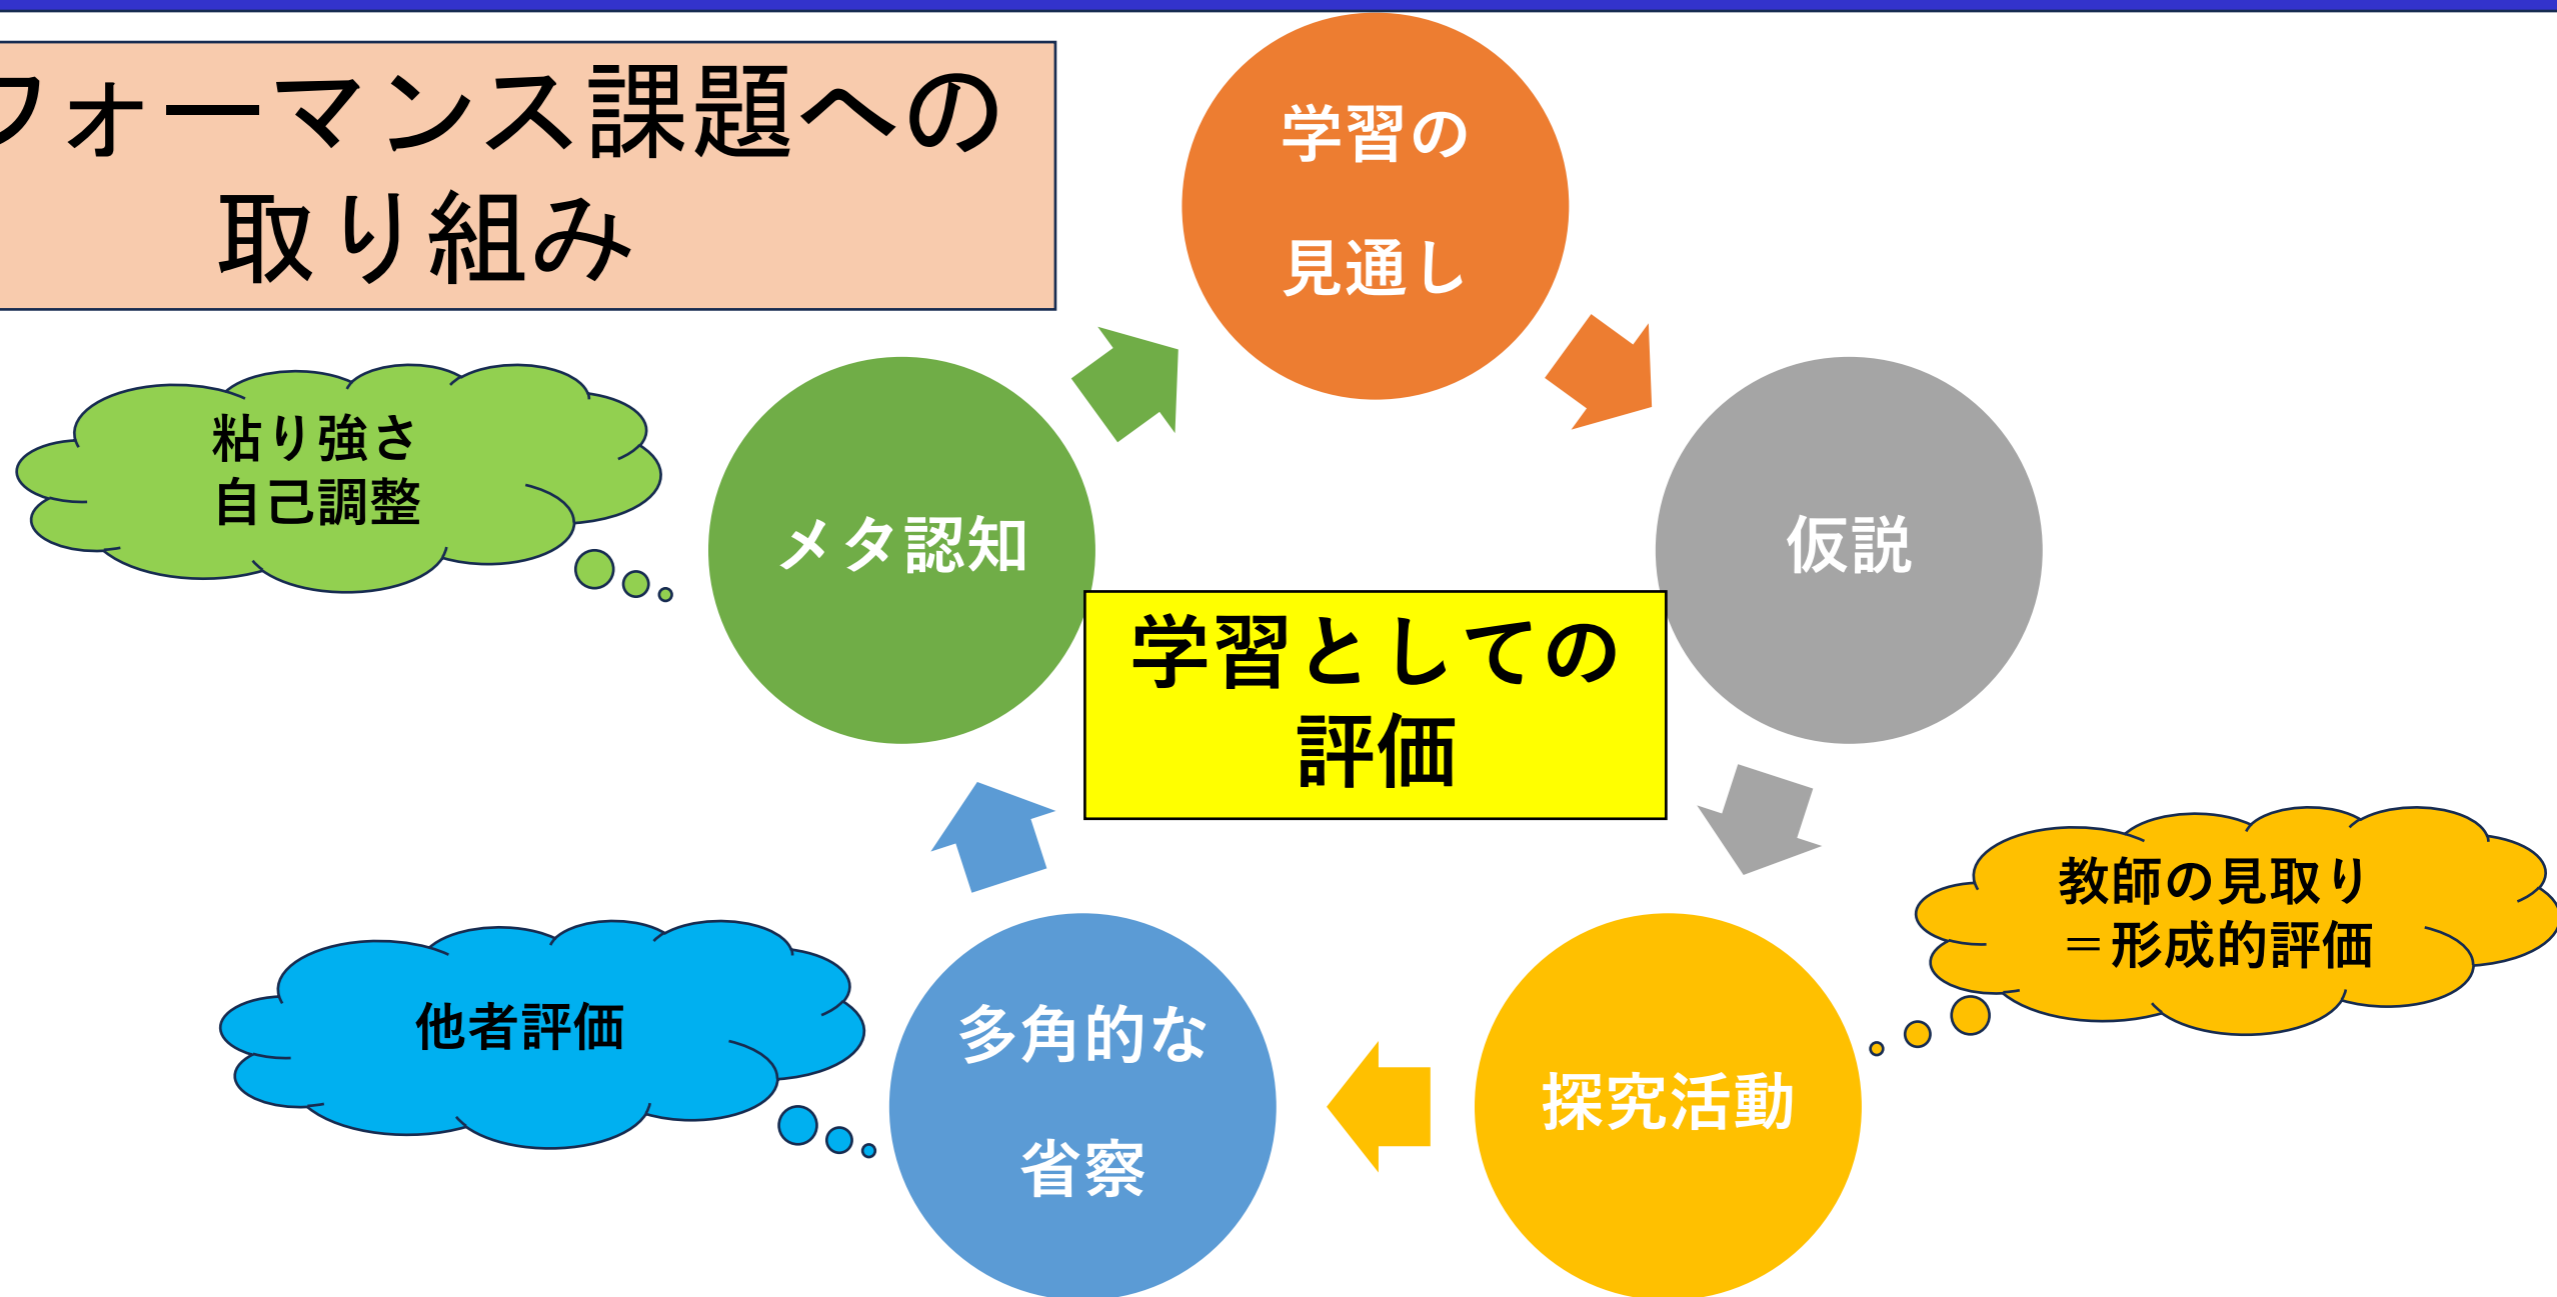 フォーマンス課題への
取り組み
学習の
見通し
仮説
探究活動
教師の見取り
＝形成的評価
多角的な
省察
他者評価
メタ認知
粘り強さ
自己調整
学習としての
評価